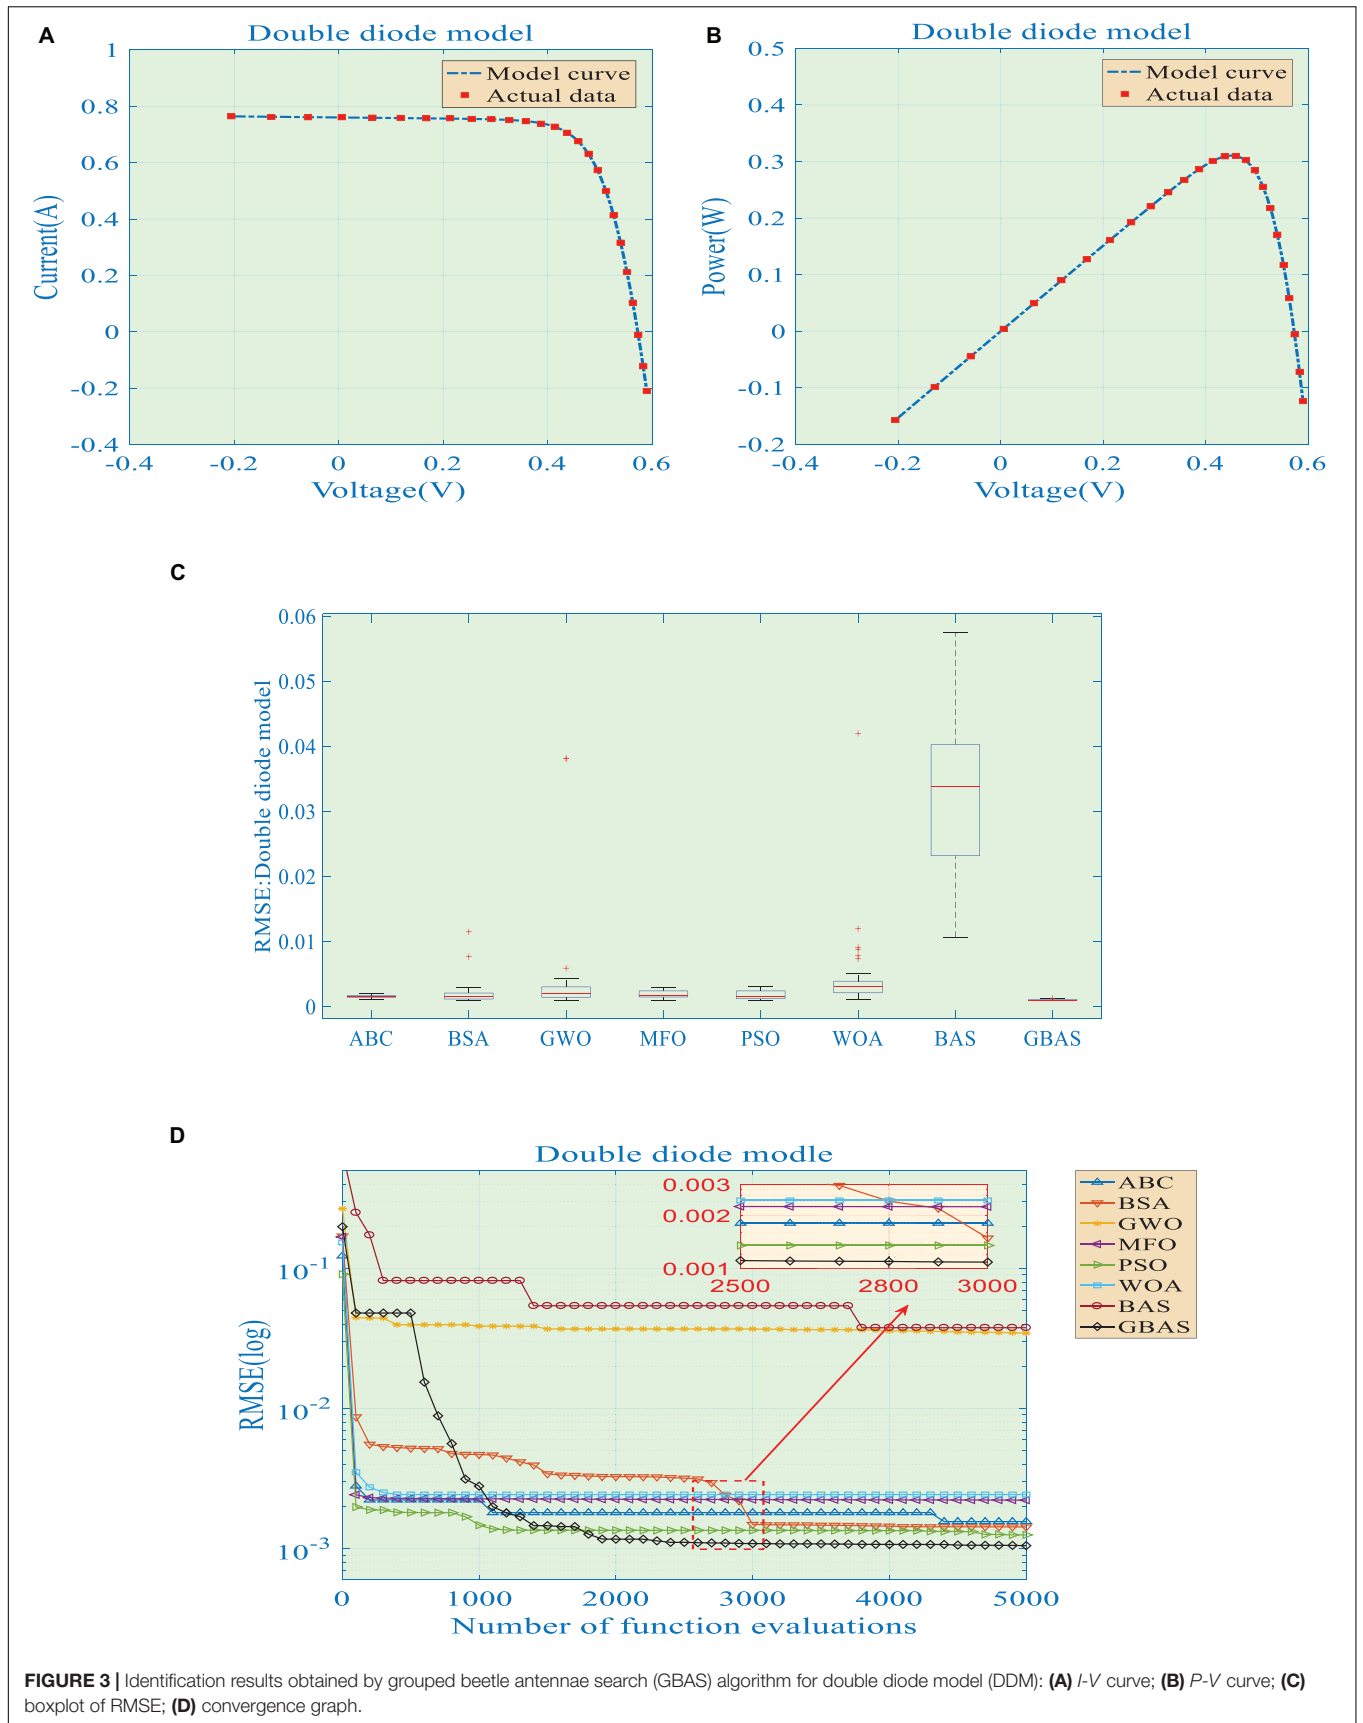 A
Double diode model
1
0.8
0.6
0.4
0.2
0
-0.2
-0.4
-0.4
-0.2
0
0.2
0.4
0.6
Current(A)
Voltage(V)
Model curve
Actual data
B
Double diode model
0.5
0.4
0.3
0.2
0.1
0
-0.1
-0.2
-0.4
-0.2
0
0.2
0.4
0.6
Power(W)
Voltage(V)
Model curve
Actual data
C
0.06
0.05
0.04
0.03
0.02
0.01
0
RMSE:Double diode model
ABC
BSA
GWO
MFO
PSO
WOA
BAS
GBAS
D
Double diode modle
10⁻¹
10⁻²
10⁻³
RMSE(log)
0
1000
2000
3000
4000
5000
Number of function evaluations
0.003
0.002
0.001
2500
2800
3000
ABC
BSA
GWO
MFO
PSO
WOA
BAS
GBAS
FIGURE 3 | Identification results obtained by grouped beetle antennae search (GBAS) algorithm for double diode model (DDM): (A) I-V curve; (B) P-V curve; (C)
boxplot of RMSE; (D) convergence graph.